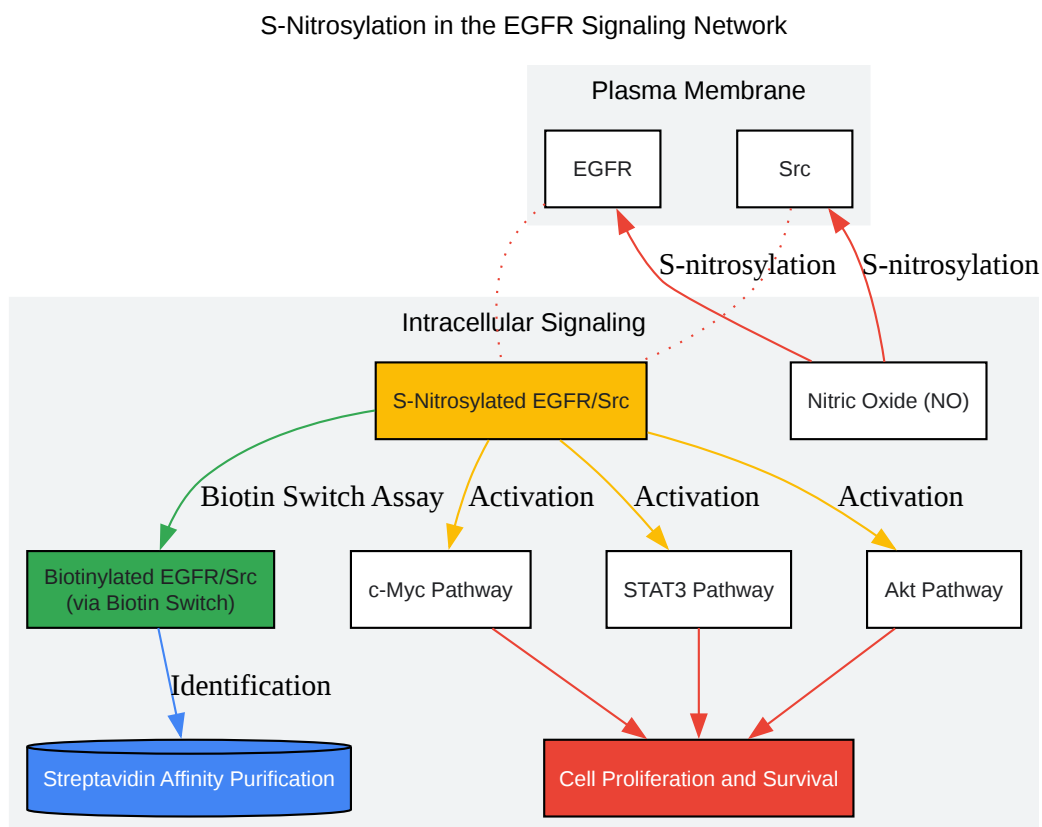 S-Nitrosylation in the EGFR Signaling Network
Plasma Membrane
EGFR
Src
S-nitrosylation
S-nitrosylation
Intracellular Signaling
S-Nitrosylated EGFR/Src
Nitric Oxide (NO)
Biotin Switch Assay
Activation
Activation
Activation
Biotinylated EGFR/Src
(via Biotin Switch)
c-Myc Pathway
STAT3 Pathway
Akt Pathway
Identification
Streptavidin Affinity Purification
Cell Proliferation and Survival